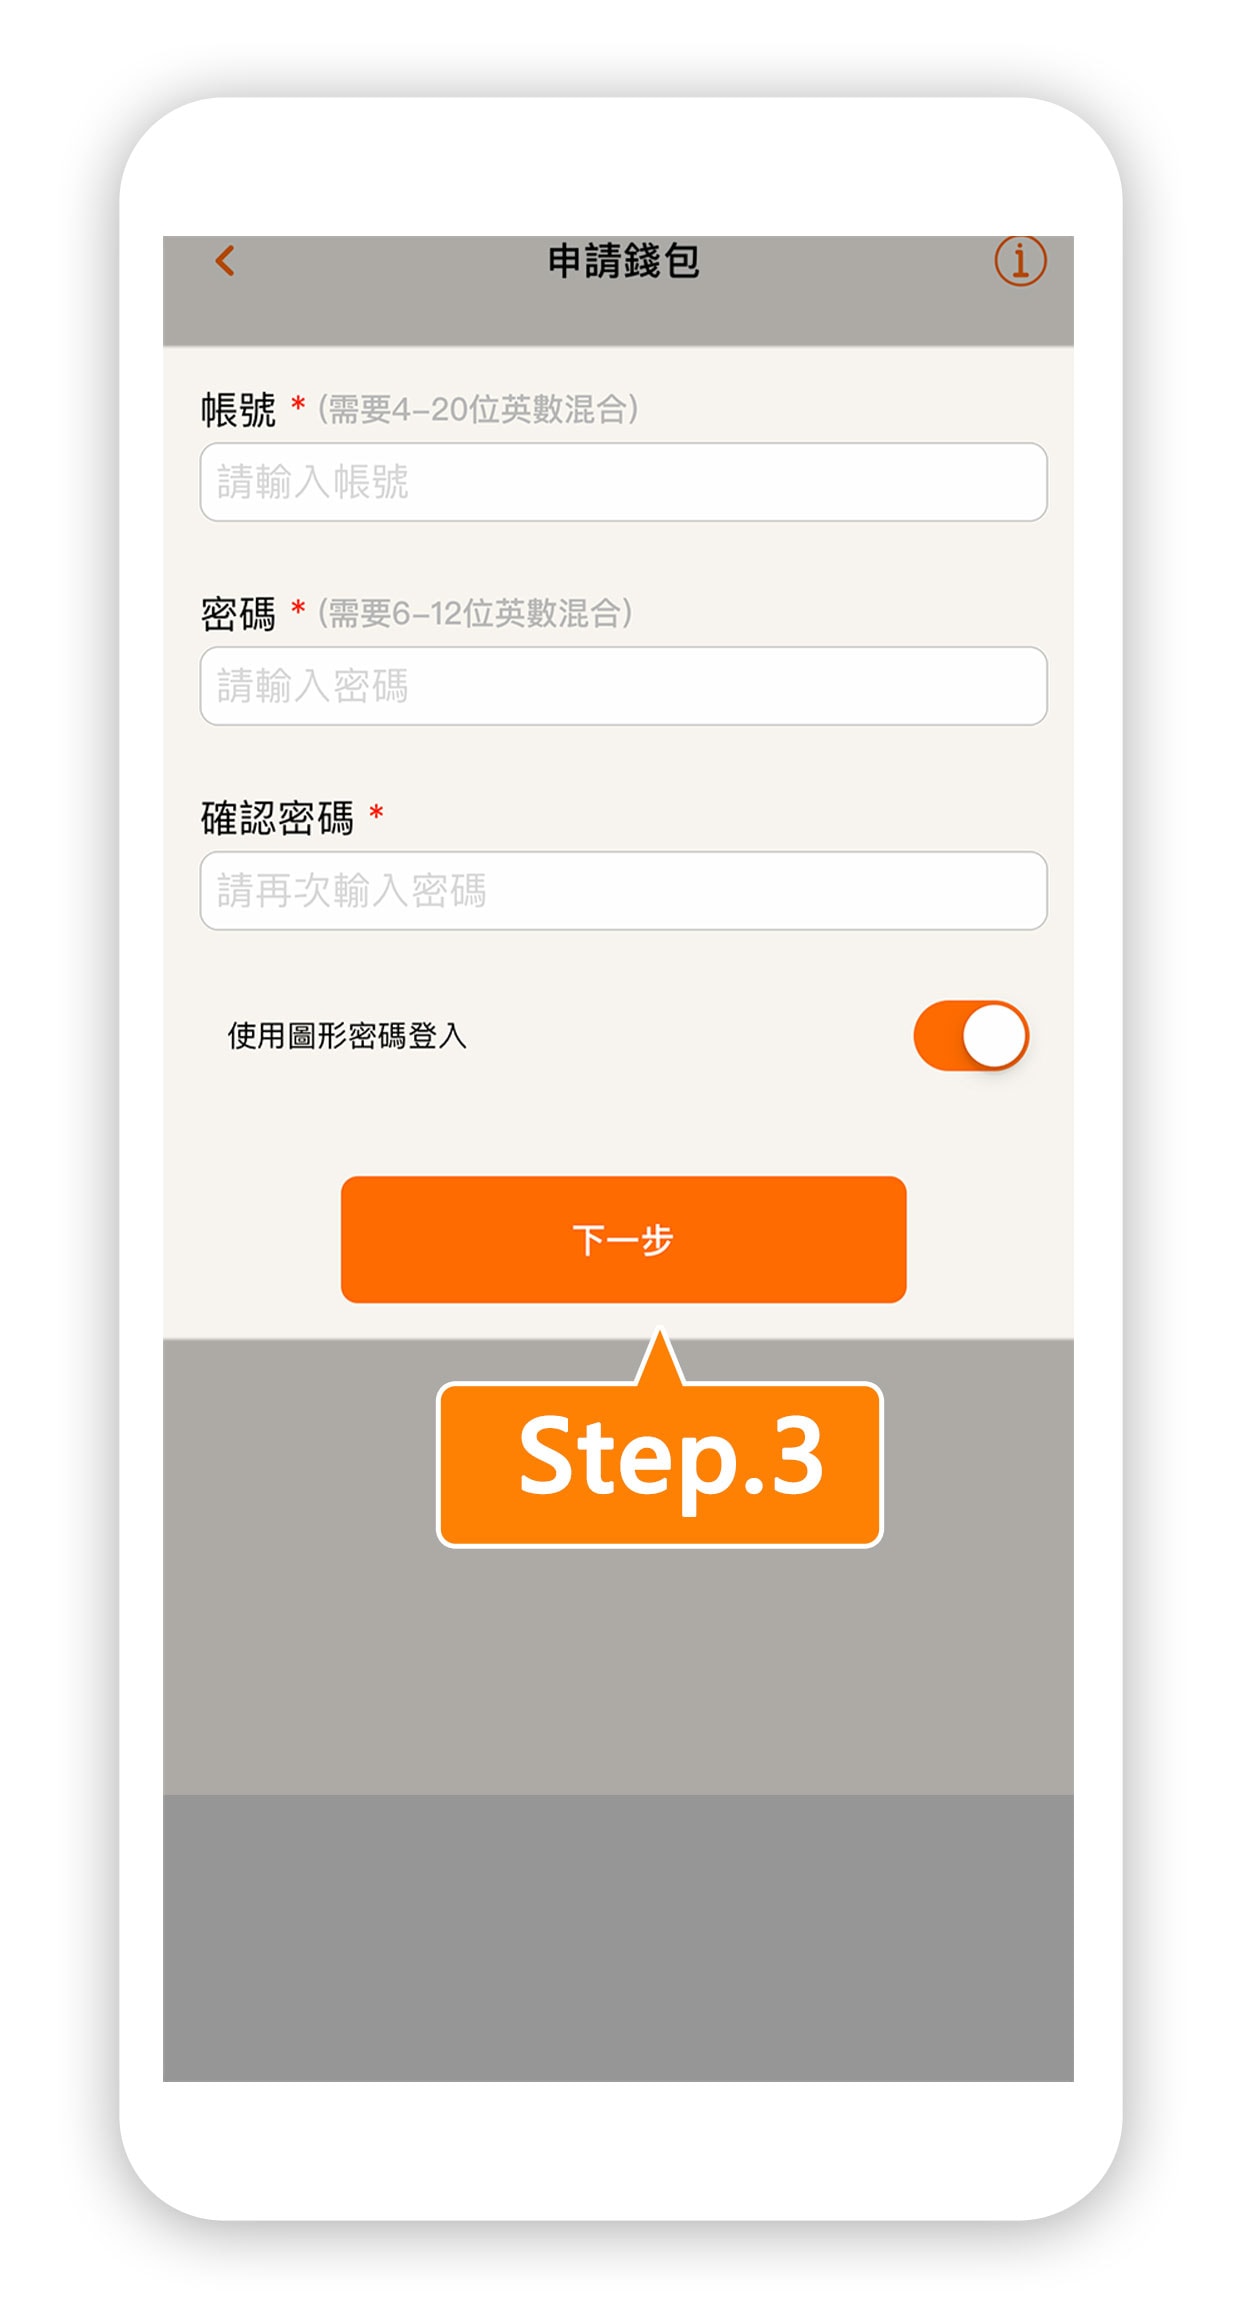 申請錢包
帳號 * (需要4-20位英數混合)
請輸入帳號
密碼 * (需要6-12位英數混合)
請輸入密碼
確認密碼 *
請再次輸入密碼
使用圖形密碼登入
下一步
Step.3